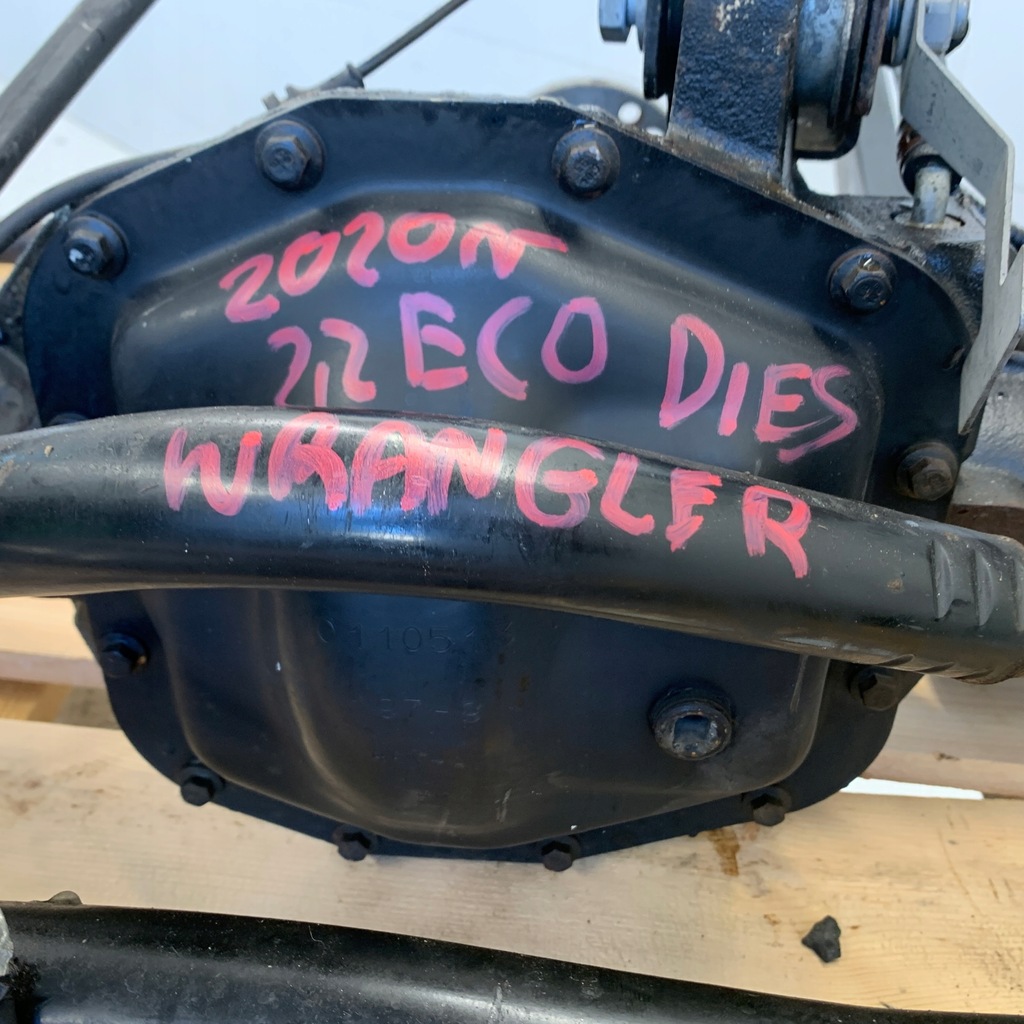 2020N-
22 ECO DIES
WRANGLER